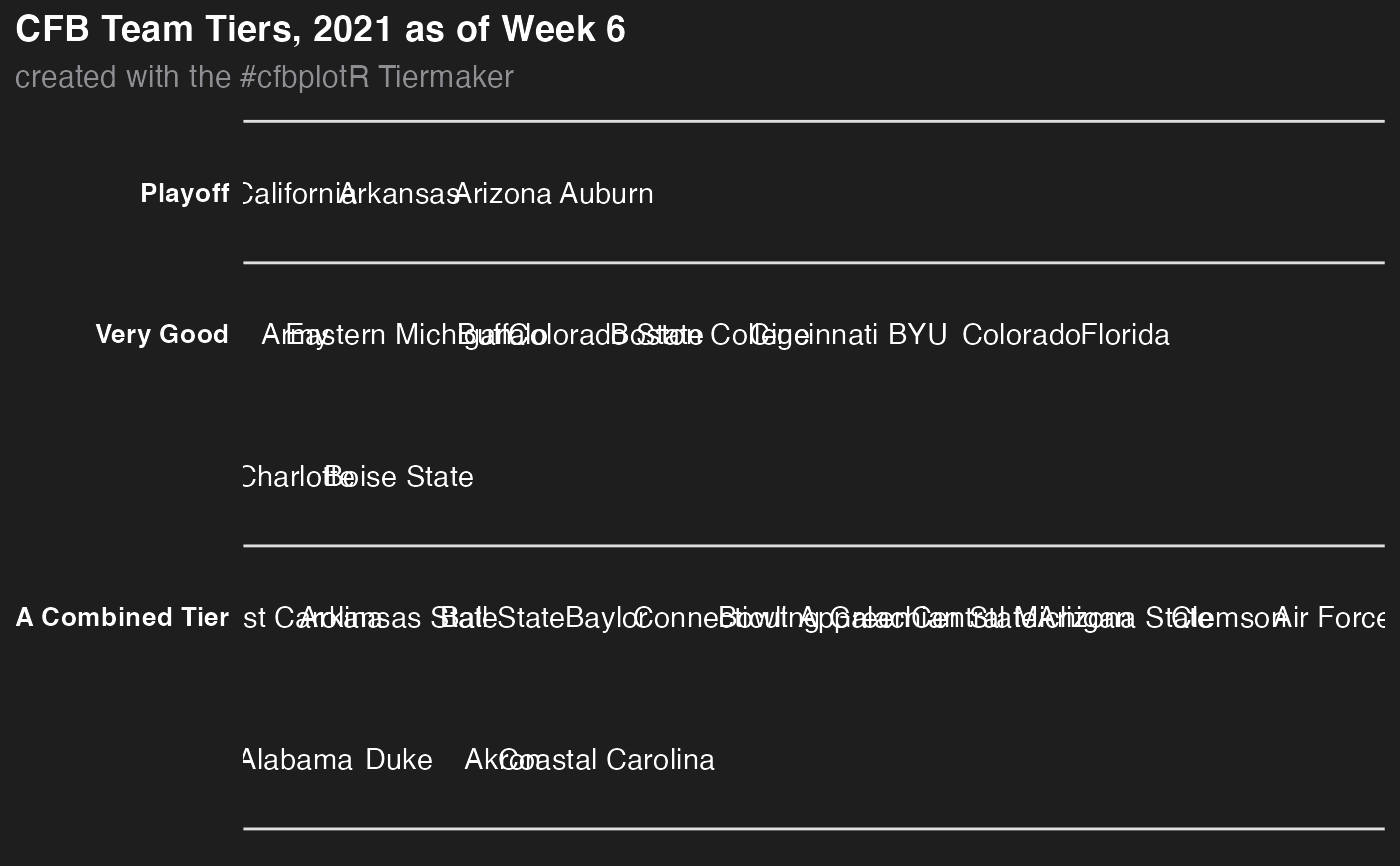 CFB Team Tiers, 2021 as of Week 6
created with the #cfbplotR Tiermaker
Playoff California Arkansas Arizona Auburn
Very Good Army Eastern Michigan Buffalo Colorado State Boston College Cincinnati BYU Colorado Florida
Charlotte Boise State
A Combined Tier st Carolina Arkansas State Ball State Baylor Connecticut Bowling Green Appalachian State Central Michigan Arizona State Clemson Air Force
Alabama Duke Akron Coastal Carolina